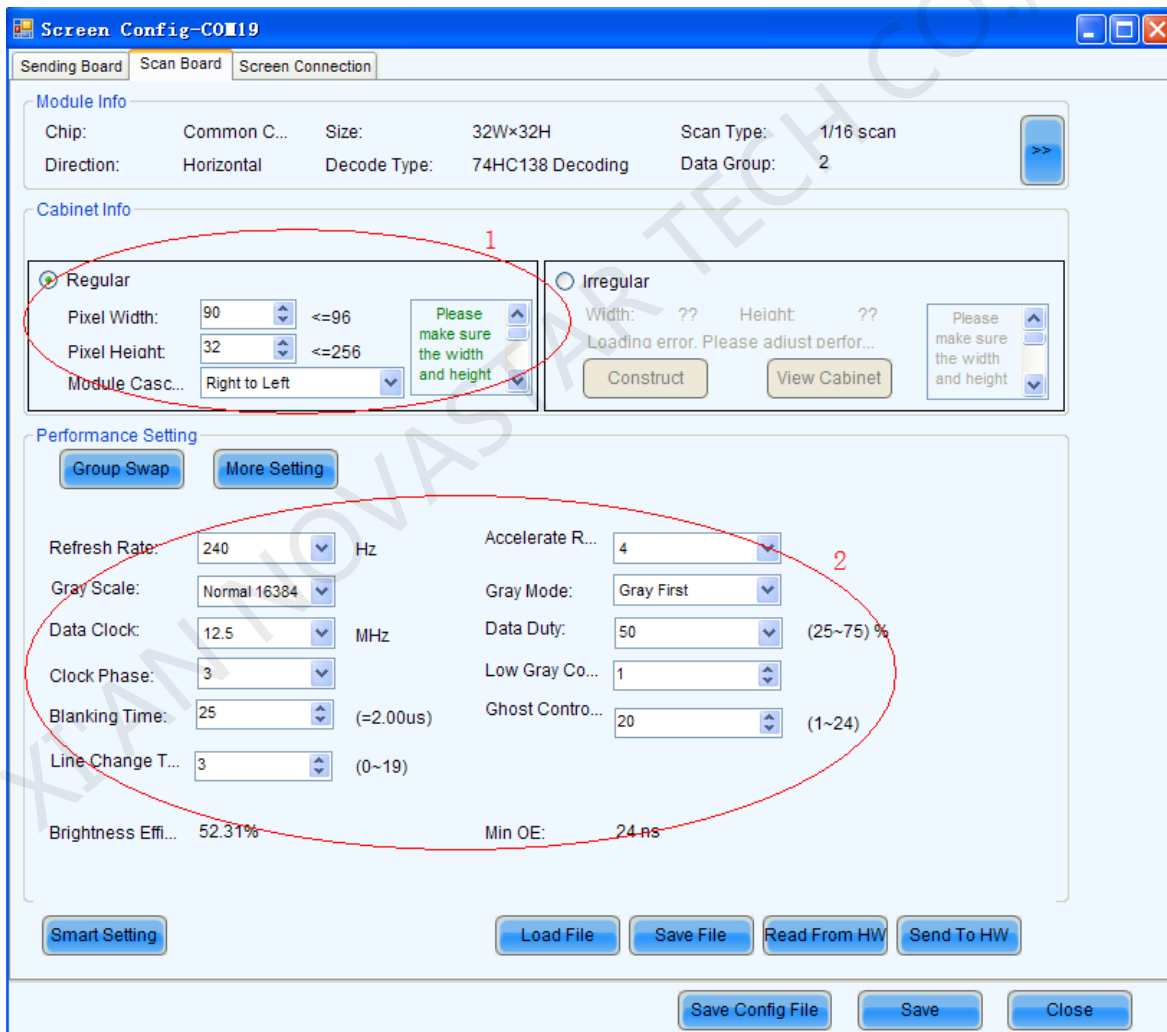 Screen Config-COM19
Sending Board Scan Board Screen Connection
Module Info
Chip: Common C... Size: 32W×32H Scan Type: 1/16 scan
Direction: Horizontal Decode Type: 74HC138 Decoding Data Group: 2
>>
Cabinet Info
1
Regular
Pixel Width: 90 <=96
Pixel Height: 32 <=256
Module Casc... Right to Left
Please
make sure
the width
and height
Irregular
Width: ?? Height: ??
Loading error. Please adjust perfor...
Construct View Cabinet
Please
make sure
the width
and height
Performance Setting
Group Swap More Setting
2
Refresh Rate: 240 Hz Accelerate R... 4
Gray Scale: Normal 16384 Gray Mode: Gray First
Data Clock: 12.5 MHz Data Duty: 50 (25~75) %
Clock Phase: 3 Low Gray Co... 1
Blanking Time: 25 (=2.00us) Ghost Contro... 20 (1~24)
Line Change T... 3 (0~19)
Brightness Effi... 52.31% Min OE: 24 ns
Smart Setting Load File Save File Read From HW Send To HW
Save Config File Save Close
XI'AN NOVASTAR TECH CO.